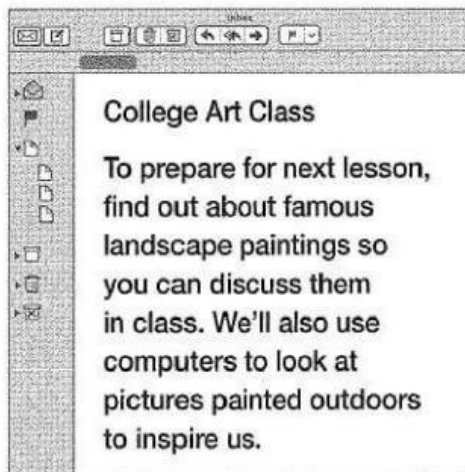 Inbox
College Art Class
To prepare for next lesson,
find out about famous
landscape paintings so
you can discuss them
in class. We'll also use
computers to look at
pictures painted outdoors
to inspire us.